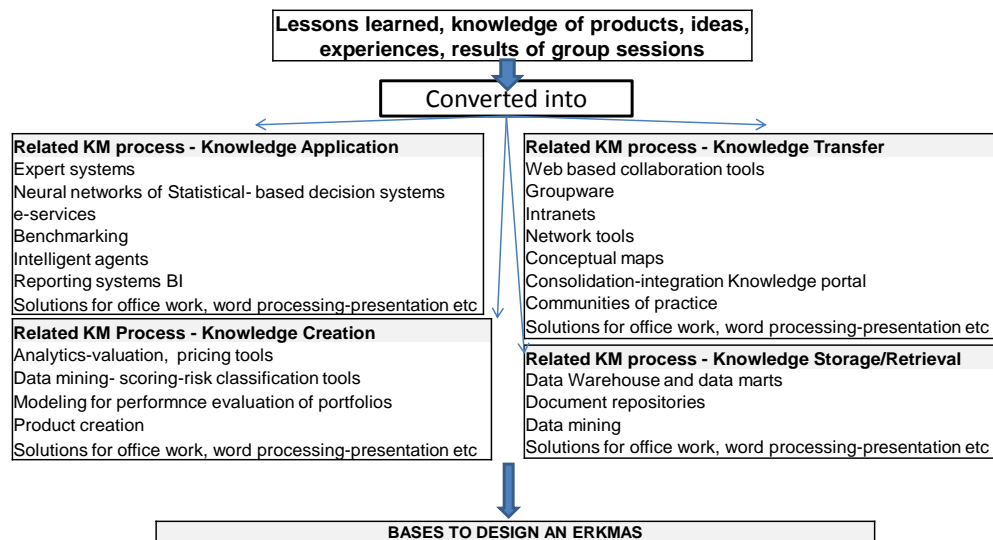 Lessons learned, knowledge of products, ideas,
experiences, results of group sessions
Converted into
Related KM process - Knowledge Application
Expert systems
Neural networks of Statistical- based decision systems
e-services
Benchmarking
Intelligent agents
Reporting systems BI
Solutions for office work, word processing-presentation etc
Related KM Process - Knowledge Creation
Analytics-valuation, pricing tools
Data mining- scoring-risk classification tools
Modeling for performnce evaluation of portfolios
Product creation
Solutions for office work, word processing-presentation etc
Related KM process - Knowledge Transfer
Web based collaboration tools
Groupware
Intranets
Network tools
Conceptual maps
Consolidation-integration Knowledge portal
Communities of practice
Solutions for office work, word processing-presentation etc
Related KM process - Knowledge Storage/Retrieval
Data Warehouse and data marts
Document repositories
Data mining
Solutions for office work, word processing-presentation etc
BASES TO DESIGN AN ERKMAS